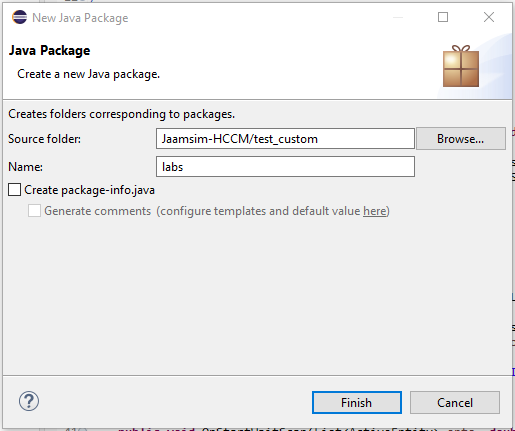 New Java Package
Java Package
Create a new Java package.
Creates folders corresponding to packages.
Source folder: Jaamsim-HCCM/test_custom Browse...
Name: labs
Create package-info.java
Generate comments (configure templates and default value here)
? Finish Cancel